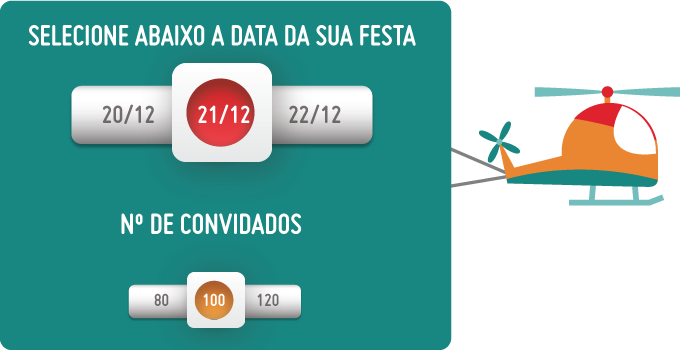 SELECIONE ABAIXO A DATA DA SUA FESTA
20/12 21/12 22/12
Nº DE CONVIDADOS
80 100 120